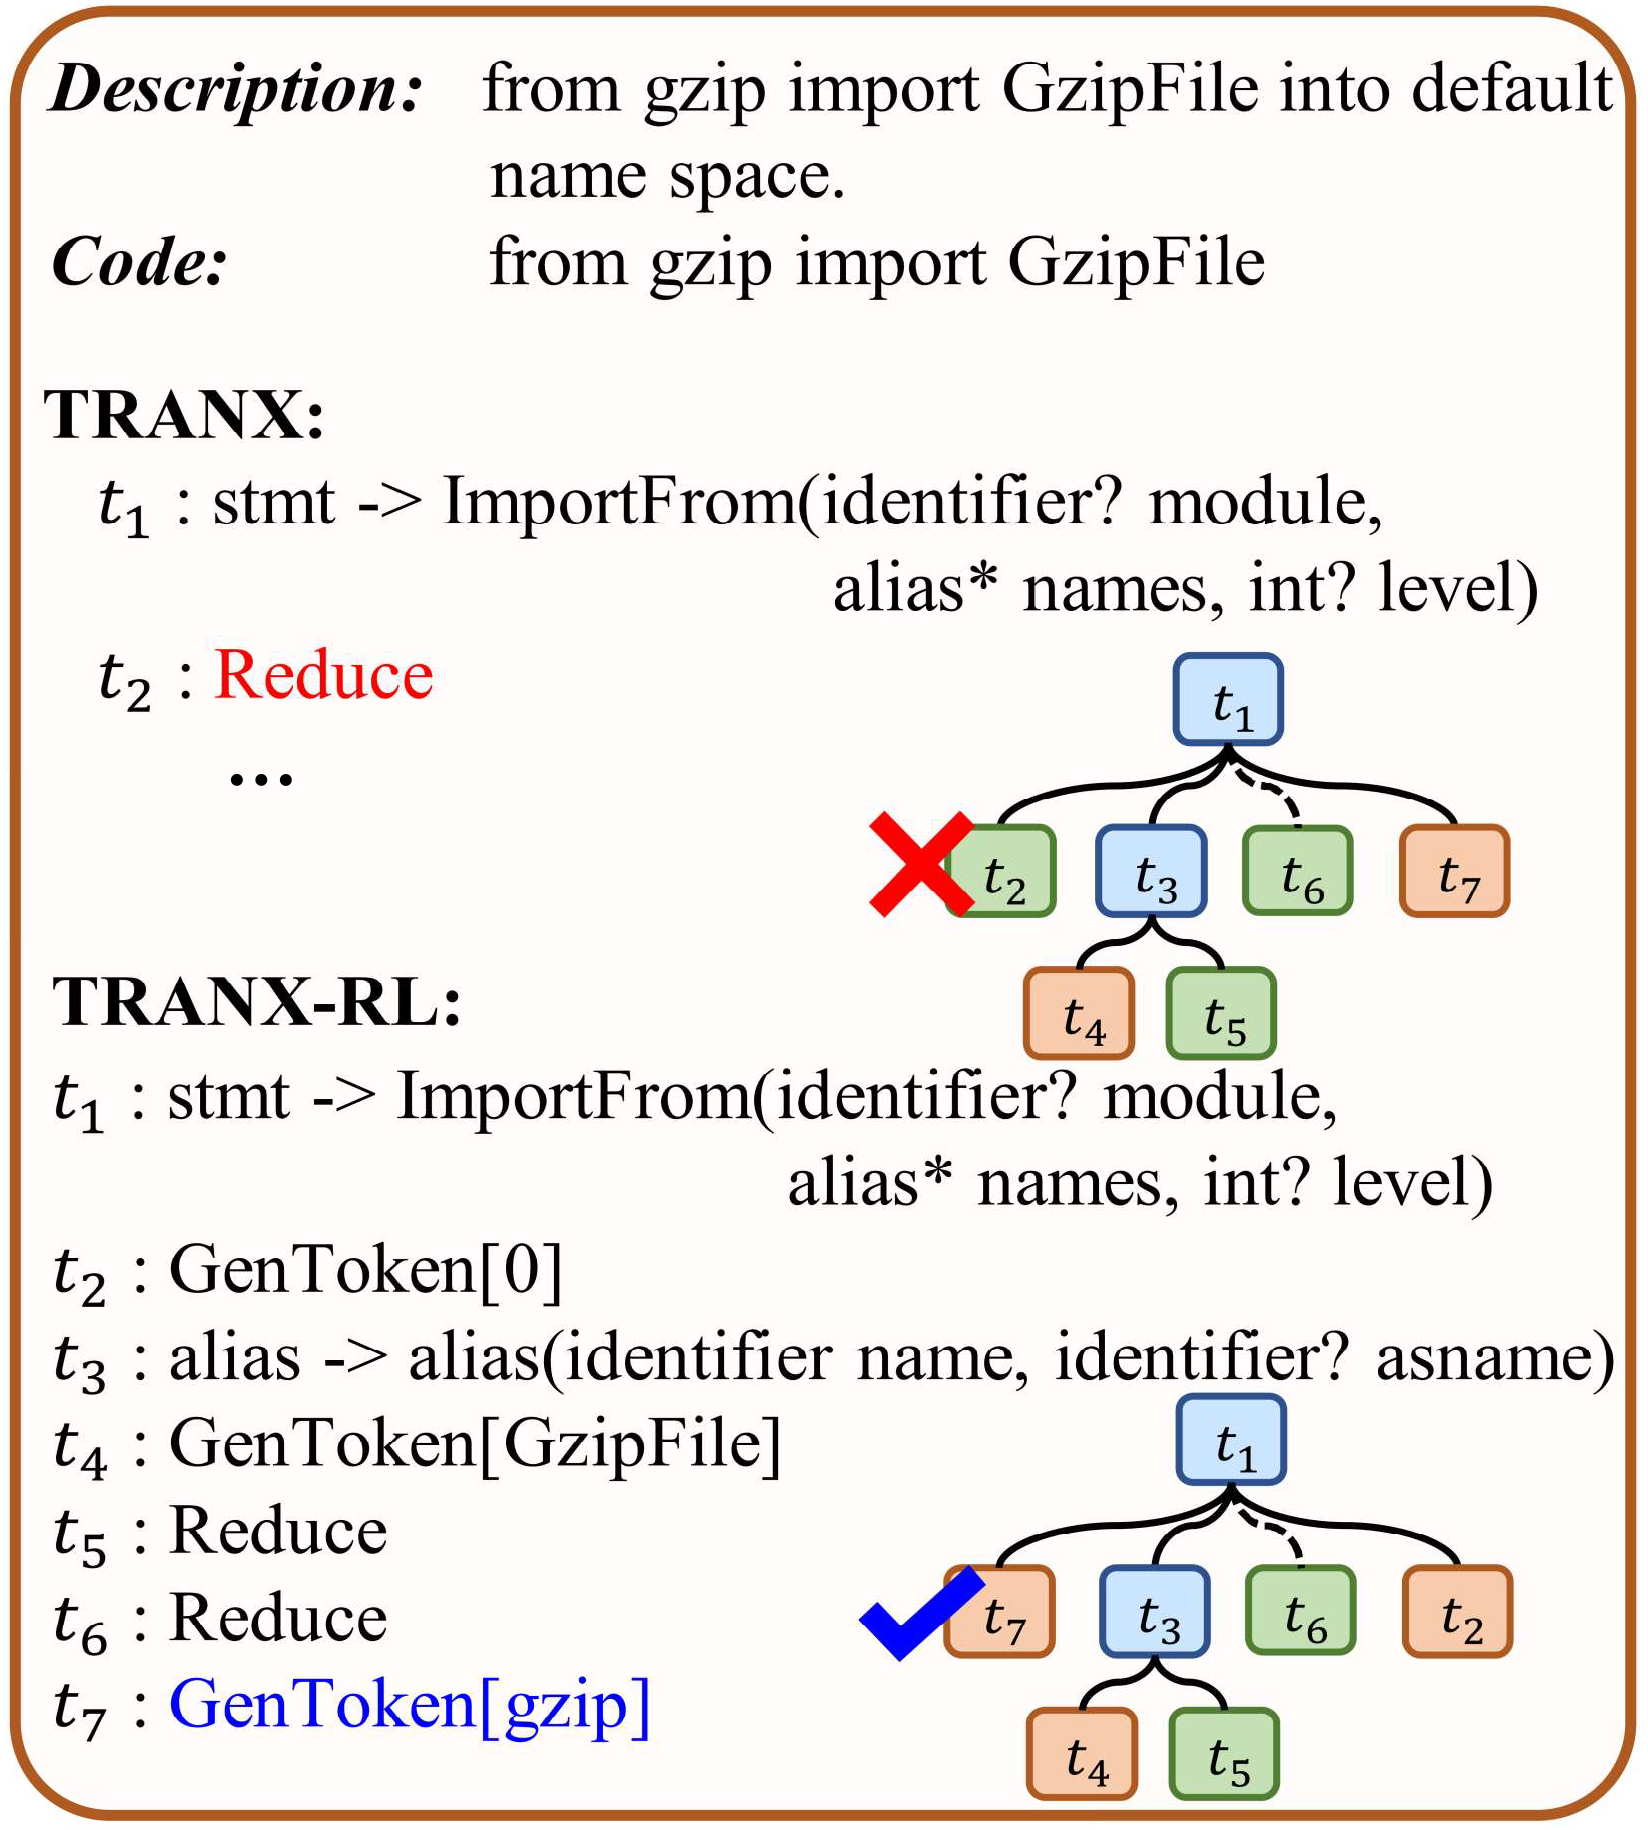 Description: from gzip import GzipFile into default
name space.
Code: from gzip import GzipFile
TRANX:
t₁ : stmt -> ImportFrom(identifier? module,
alias* names, int? level)
t₂ : Reduce
...
t₁
t₂ t₃ t₆ t₇
t₄ t₅
TRANX-RL:
t₁ : stmt -> ImportFrom(identifier? module,
alias* names, int? level)
t₂ : GenToken[0]
t₃ : alias -> alias(identifier name, identifier? asname)
t₄ : GenToken[GzipFile]
t₅ : Reduce
t₆ : Reduce
t₇ : GenToken[gzip]
t₁
t₇ t₃ t₆ t₂
t₄ t₅